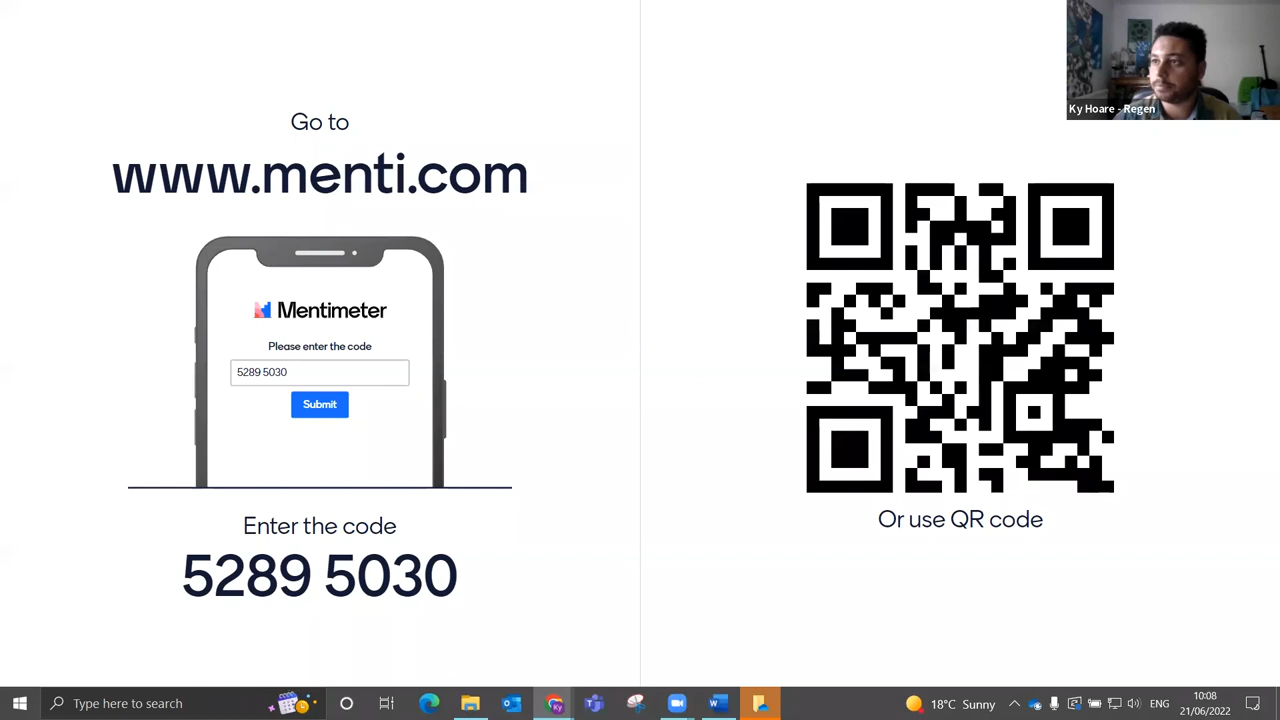 Go to
www.menti.com
Mentimeter
Please enter the code
5289 5030
Submit
Enter the code
5289 5030
Or use QR code
Ky Hoare - Regen
Type here to search
18°C Sunny
ENG
10:08
21/06/2022